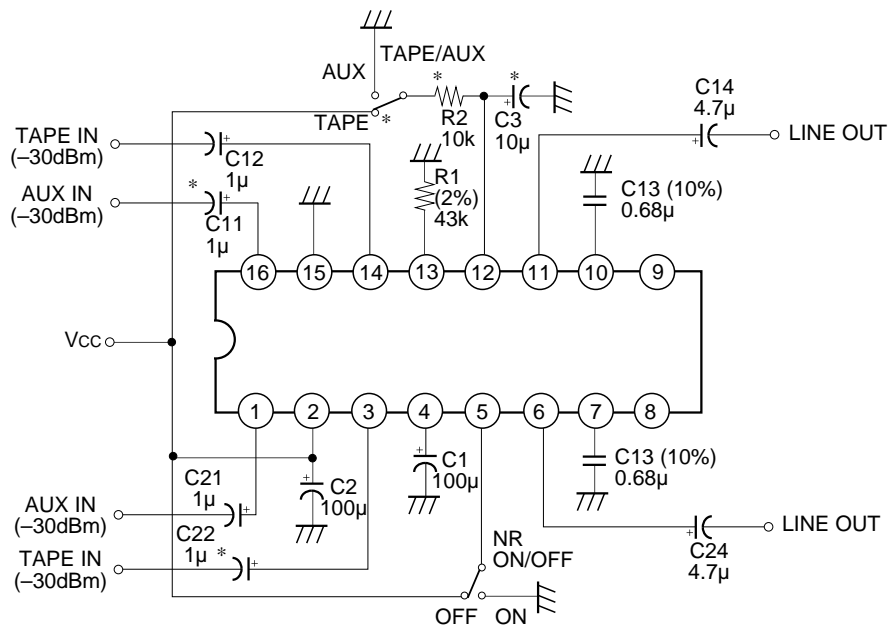 TAPE/AUX
AUX
TAPE *
*
R2
10k
*
+
C3
10µ
C14
4.7µ
+
LINE OUT
TAPE IN
(–30dBm)
+
C12
1µ
AUX IN
(–30dBm)
*
+
C11
1µ
R1
(2%)
43k
C13 (10%)
0.68µ
16 15 14 13 12 11 10 9
Vcc
1 2 3 4 5 6 7 8
+
C2
100µ
+
C1
100µ
C13 (10%)
0.68µ
C21
1µ
+
AUX IN
(–30dBm)
C22
1µ *
+
TAPE IN
(–30dBm)
NR
ON/OFF
OFF ON
+
C24
4.7µ
LINE OUT